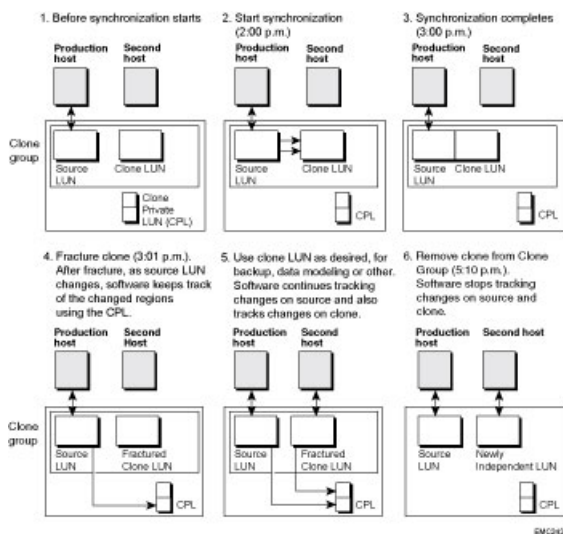 1. Before synchronization starts
Production host
Second host
Clone group
Source LUN
Clone LUN
Clone Private LUN (CPL)
2. Start synchronization (2:00 p.m.)
Production host
Second host
Source LUN
Clone LUN
CPL
3. Synchronization completes (3:00 p.m.)
Production host
Second host
Source LUN
Clone LUN
CPL
4. Fracture clone (3:01 p.m.).
After fracture, as source LUN
changes, software keeps track
of the changed regions
using the CPL.
Production host
Second Host
Clone group
Source LUN
Fractured Clone LUN
CPL
5. Use clone LUN as desired, for
backup, data modeling or other.
Software continues tracking
changes on source and also
tracks changes on clone.
Production host
Second host
Source LUN
Fractured Clone LUN
CPL
6. Remove clone from Clone
Group (5:10 p.m.).
Software stops tracking
changes on source and
clone.
Production host
Second host
Source LUN
Newly Independent LUN
CPL